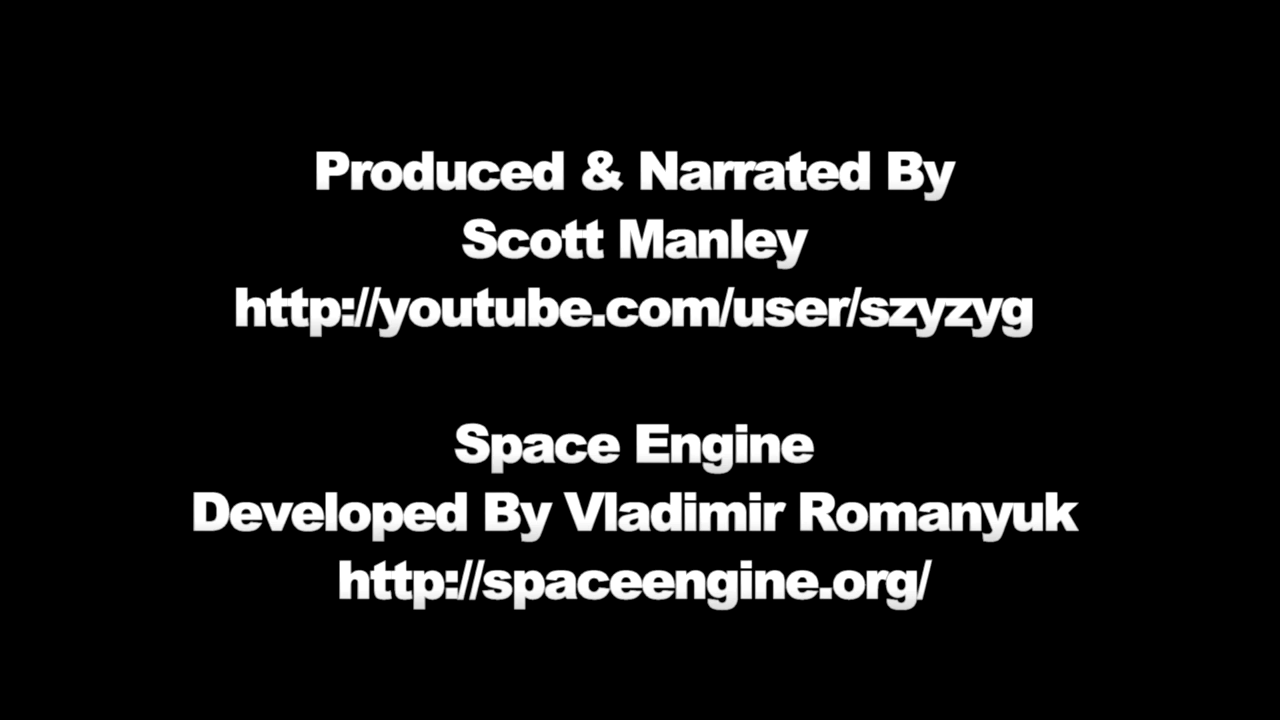 Produced & Narrated By
Scott Manley
http://youtube.com/user/szyzyg
Space Engine
Developed By Vladimir Romanyuk
http://spaceengine.org/